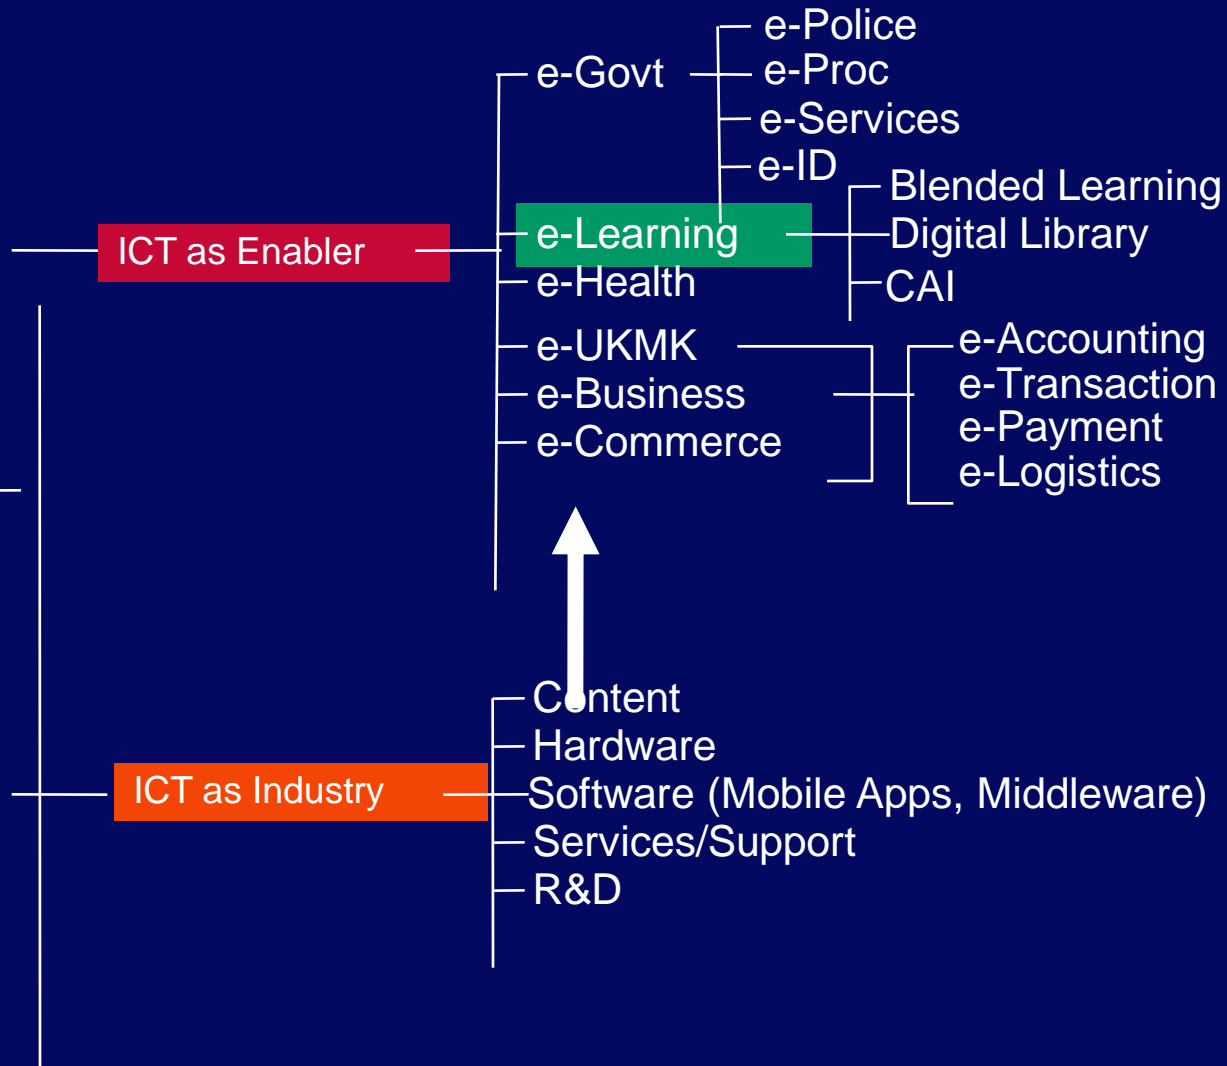 e-Police
e-Govt
e-Proc
e-Services
e-ID
Blended Learning
ICT as Enabler
e-Learning
Digital Library
e-Health
CAI
e-UKMK
e-Accounting
e-Business
e-Transaction
e-Commerce
e-Payment
e-Logistics
Content
Hardware
ICT as Industry
Software (Mobile Apps, Middleware)
Services/Support
R&D